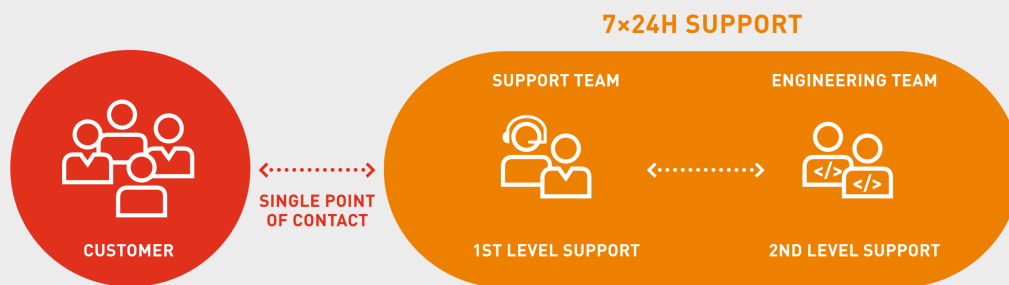 7×24H SUPPORT
SUPPORT TEAM
ENGINEERING TEAM
</>
</>
SINGLE POINT
OF CONTACT
CUSTOMER
1ST LEVEL SUPPORT
2ND LEVEL SUPPORT